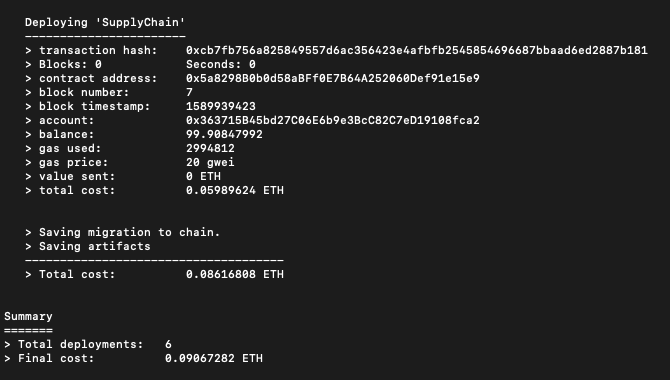 Deploying 'SupplyChain'
-----------------------
> transaction hash:    0xcb7fb756a825849557d6ac356423e4afbfb2545854696687bbaad6ed2887b181
> Blocks: 0            Seconds: 0
> contract address:    0x5a8298B0b0d58aBFf0E7B64A252060Def91e15e9
> block number:        7
> block timestamp:     1589939423
> account:             0x363715B45bd27C06E6b9e3BcC82C7eD19108fca2
> balance:             99.90847992
> gas used:            2994812
> gas price:           20 gwei
> value sent:          0 ETH
> total cost:          0.05989624 ETH
> Saving migration to chain.
> Saving artifacts
-------------------------------------
> Total cost:          0.08616808 ETH
Summary
=======
> Total deployments:   6
> Final cost:          0.09067282 ETH